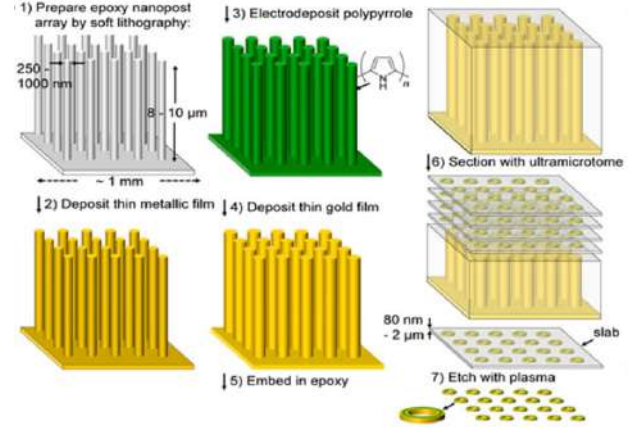 1) Prepare epoxy nanopost
array by soft lithography:
250 -
1000 nm
8 - 10 μm
~ 1 mm
2) Deposit thin metallic film
3) Electrodeposit polypyrrole
N
H
n
4) Deposit thin gold film
5) Embed in epoxy
6) Section with ultramicrotome
80 nm
- 2 μm
slab
7) Etch with plasma